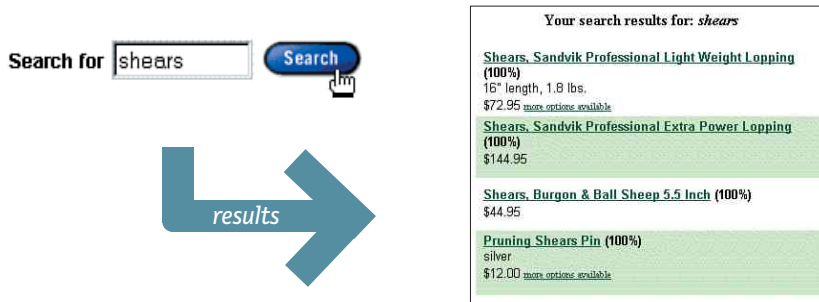 Search for shears Search
results
Your search results for: shears
Shears, Sandvik Professional Light Weight Lopping
(100%)
16" length, 1.8 lbs.
$72.95 more options available
Shears, Sandvik Professional Extra Power Lopping
(100%)
$144.95
Shears, Burgon & Ball Sheep 5.5 Inch (100%)
$44.95
Pruning Shears Pin (100%)
silver
$12.00 more options available